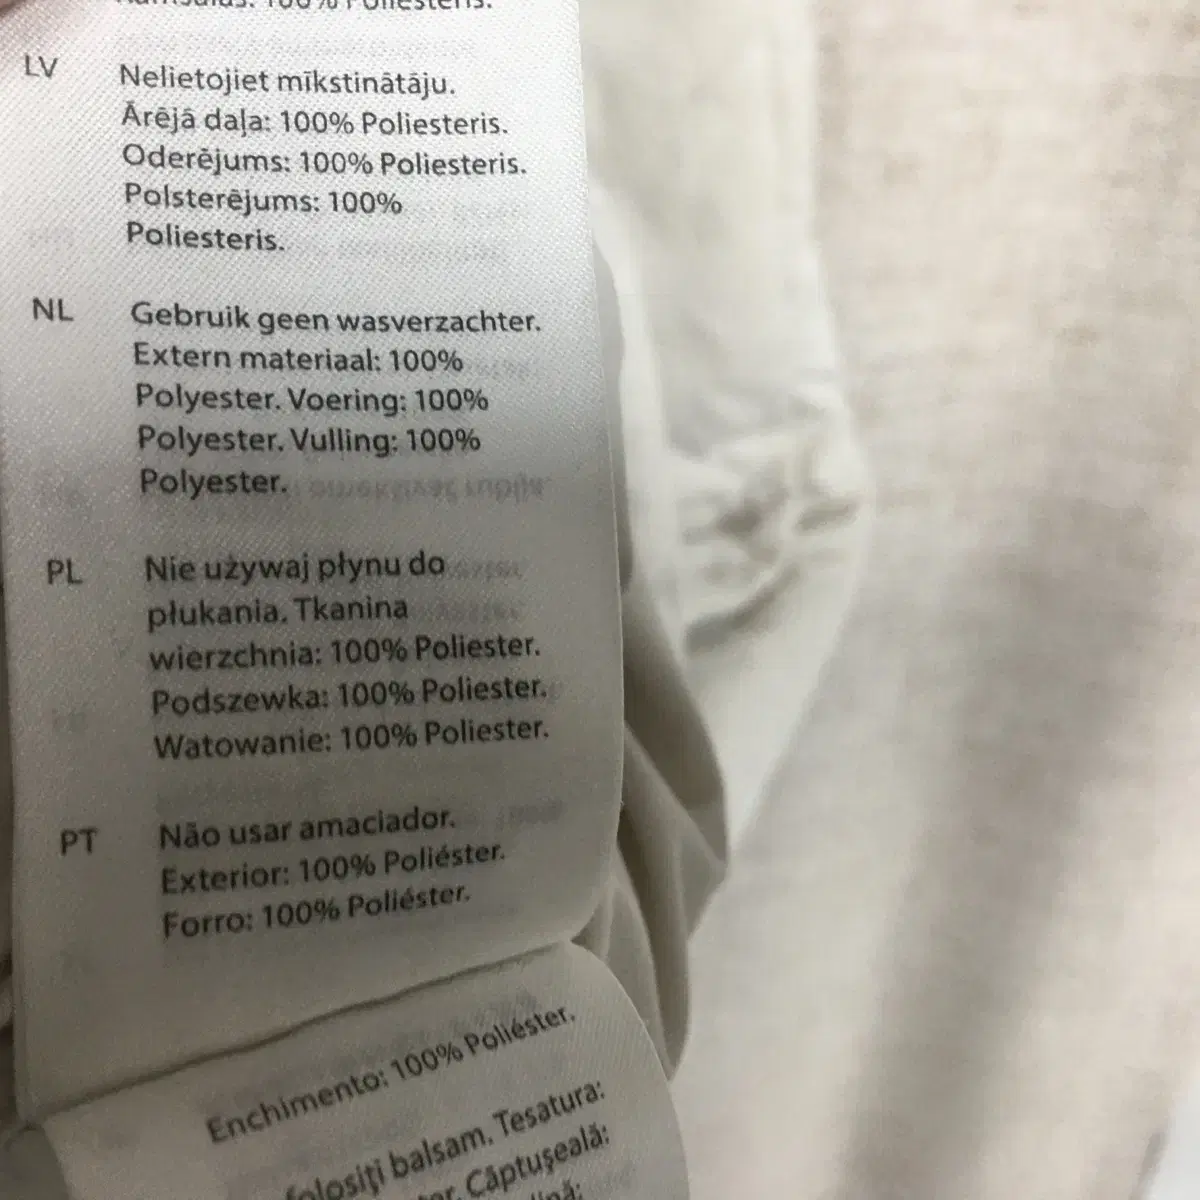 100% Poliesteris.
LV Nelietojiet mīkstinātāju.
Ārējā daļa: 100% Poliesteris.
Oderējums: 100% Poliesteris.
Polsterējums: 100%
Poliesteris.
NL Gebruik geen wasverzachter.
Extern materiaal: 100%
Polyester. Voering: 100%
Polyester. Vulling: 100%
Polyester.
PL Nie używaj płynu do
płukania. Tkanina
wierzchnia: 100% Poliester.
Podszewka: 100% Poliester.
Watowanie: 100% Poliester.
PT Não usar amaciador.
Exterior: 100% Poliéster.
Forro: 100% Poliéster.
Enchimento: 100% Poliéster.
balsam. Tesatura:
Căptuşeală: